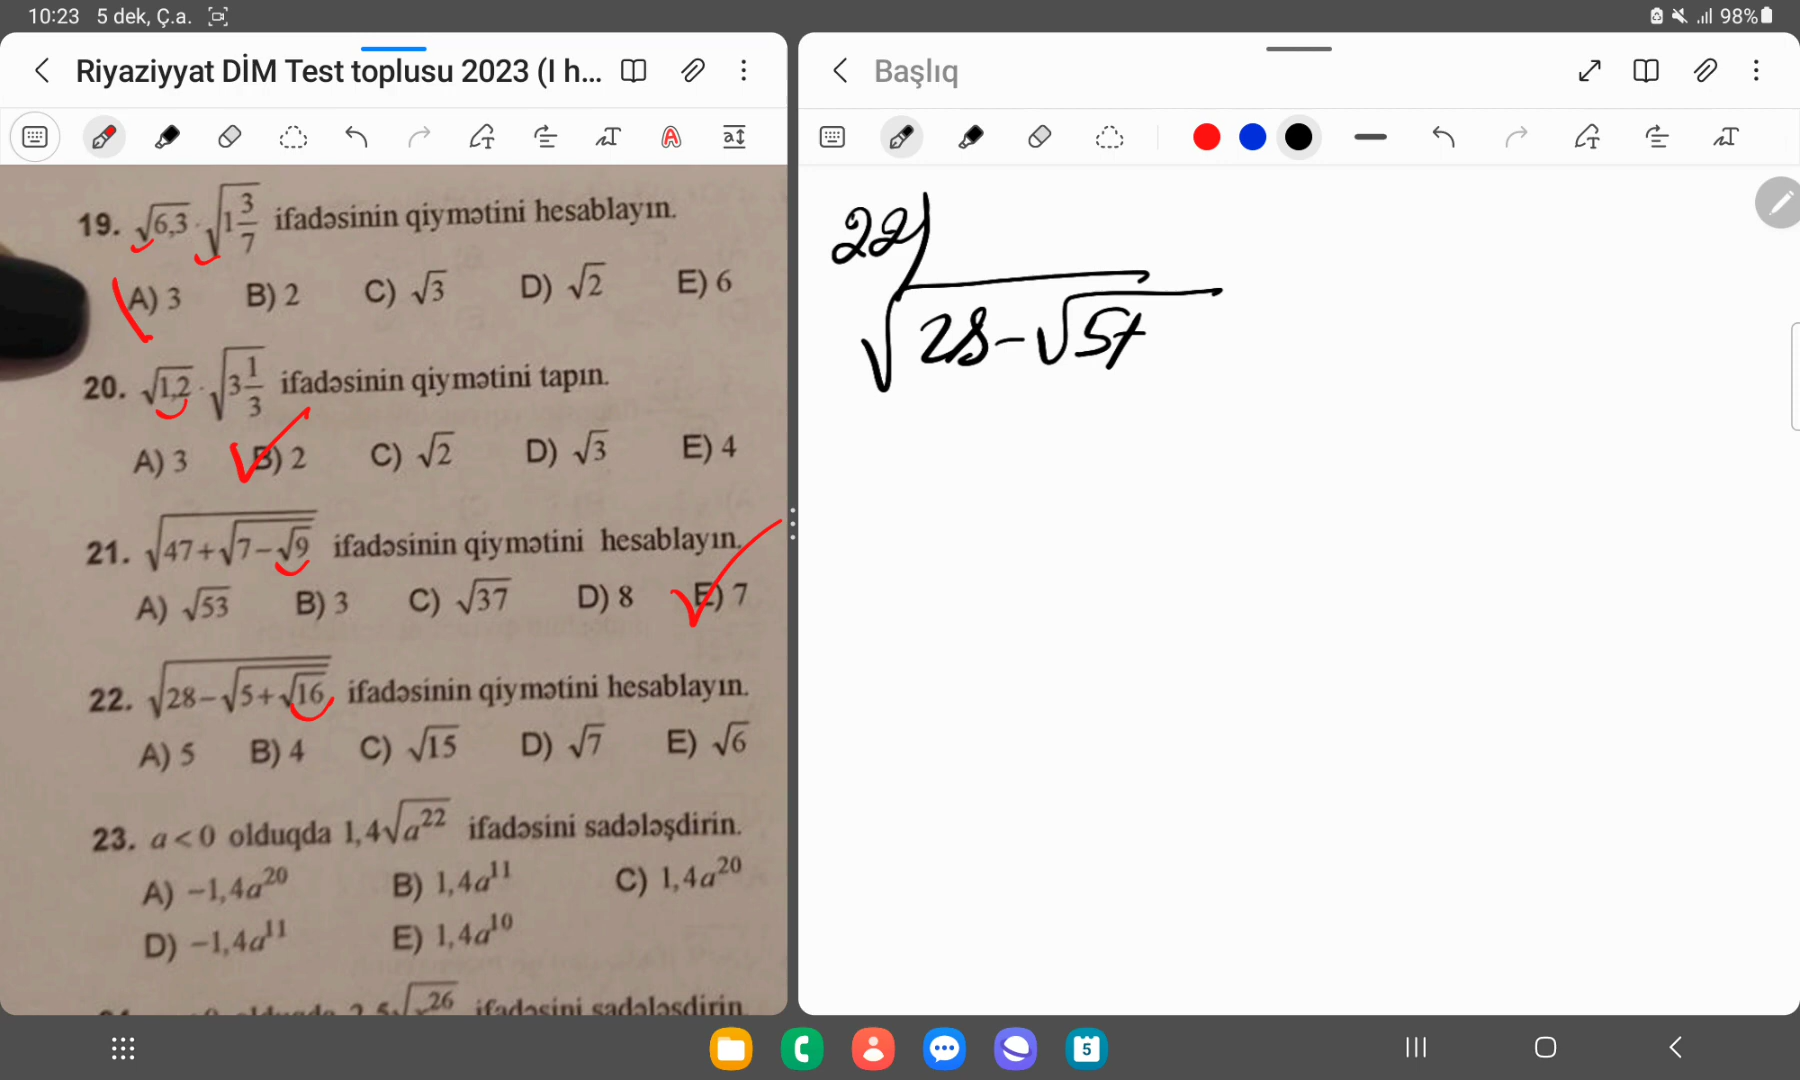 10:23 5 dek, Ç.a. 98%
Riyaziyyat DİM Test toplusu 2023 (I h...
19. √6,3 · √1 3/7 ifadəsinin qiymətini hesablayın.
A) 3 B) 2 C) √3 D) √2 E) 6
20. √1,2 · √3 1/3 ifadəsinin qiymətini tapın.
A) 3 B) 2 C) √2 D) √3 E) 4
21. √(47+√(7−√9)) ifadəsinin qiymətini hesablayın.
A) √53 B) 3 C) √37 D) 8 E) 7
22. √(28−√(5+√16)) ifadəsinin qiymətini hesablayın.
A) 5 B) 4 C) √15 D) √7 E) √6
23. a<0 olduqda 1,4√a²² ifadəsini sadələşdirin.
A) −1,4a²⁰ B) 1,4a¹¹ C) 1,4a²⁰
D) −1,4a¹¹ E) 1,4a¹⁰
ifadəsini sadələşdirin
Başlıq
22)
√28-√5+
5